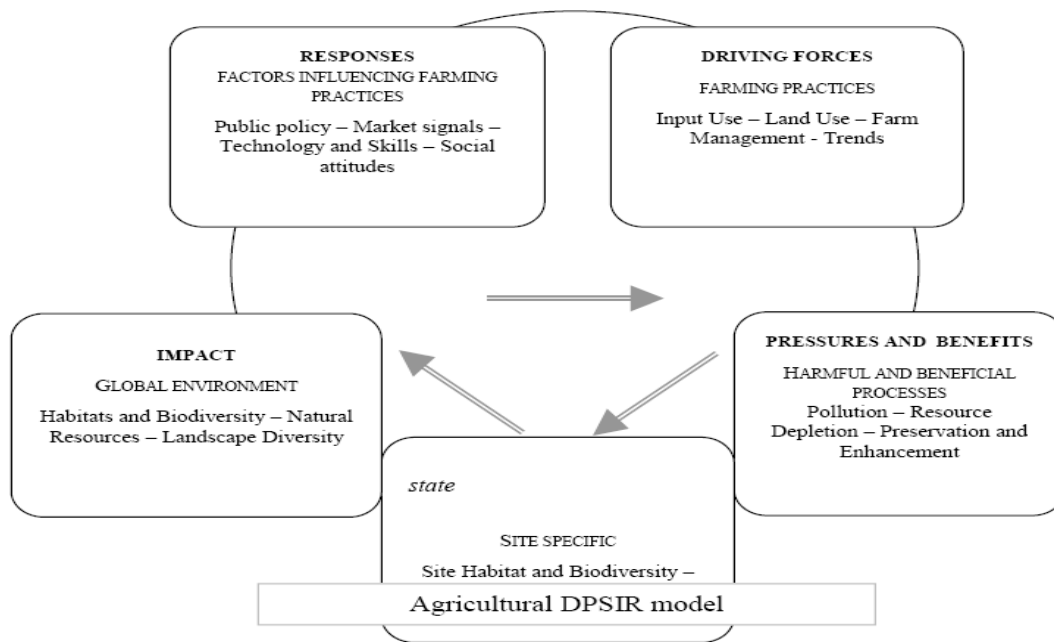 RESPONSES
FACTORS INFLUENCING FARMING
PRACTICES
Public policy – Market signals –
Technology and Skills – Social
attitudes
DRIVING FORCES
FARMING PRACTICES
Input Use – Land Use – Farm
Management - Trends
IMPACT
GLOBAL ENVIRONMENT
Habitats and Biodiversity – Natural
Resources – Landscape Diversity
PRESSURES AND BENEFITS
HARMFUL AND BENEFICIAL
PROCESSES
Pollution – Resource
Depletion – Preservation and
Enhancement
state
SITE SPECIFIC
Site Habitat and Biodiversity –
Agricultural DPSIR model